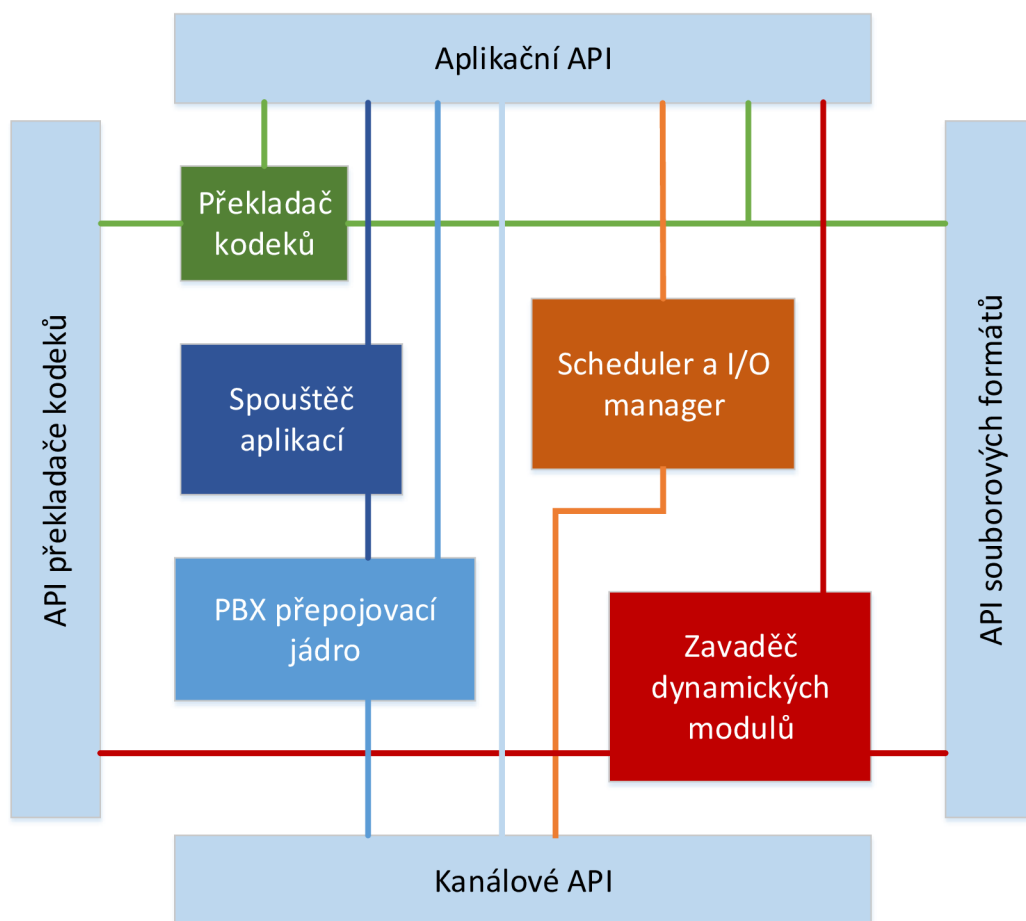 Aplikační API
Překladač
kodeků
API překladače kodeků
API souborových formátů
Spouštěč
aplikací
Scheduler a I/O
manager
PBX přepojovací
jádro
Zavaděč
dynamických
modulů
Kanálové API